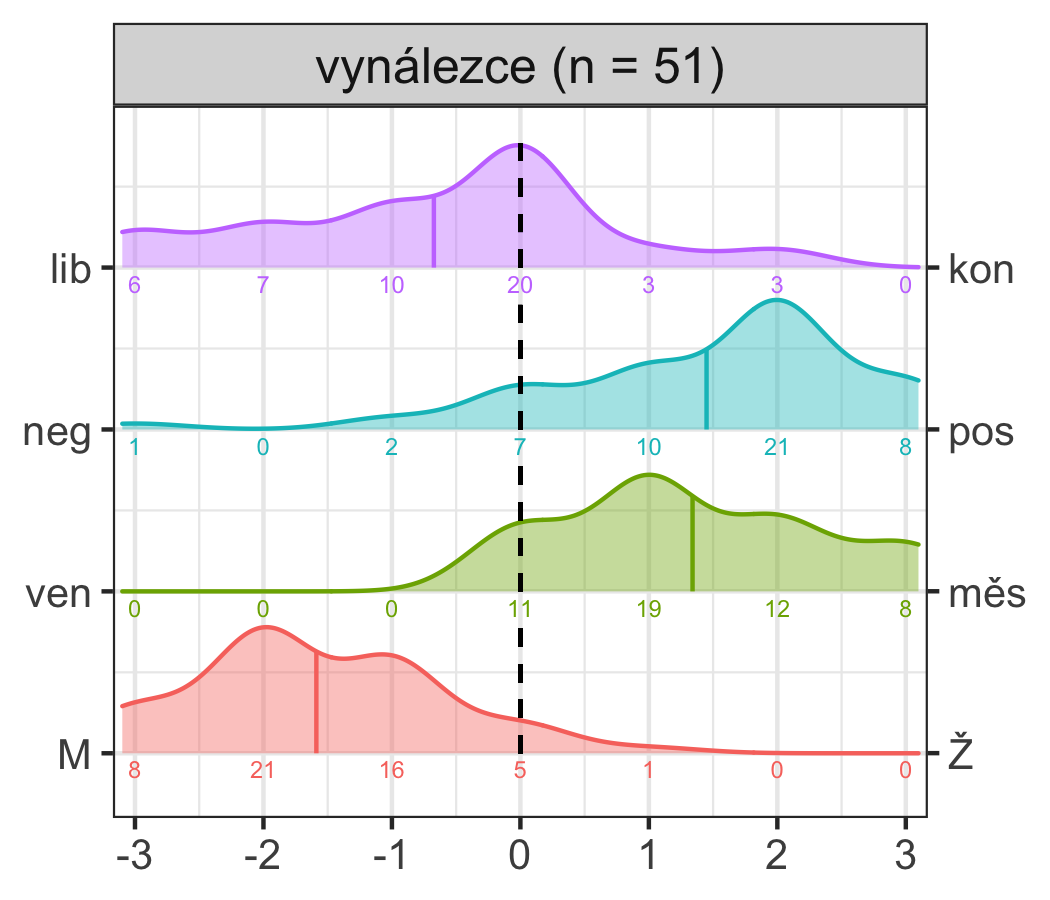 vynálezce (n = 51)
lib kon
6 7 10 20 3 3 0
neg pos
1 0 2 7 10 21 8
ven měs
0 0 0 11 19 12 8
M Ž
8 21 16 5 1 0 0
-3 -2 -1 0 1 2 3